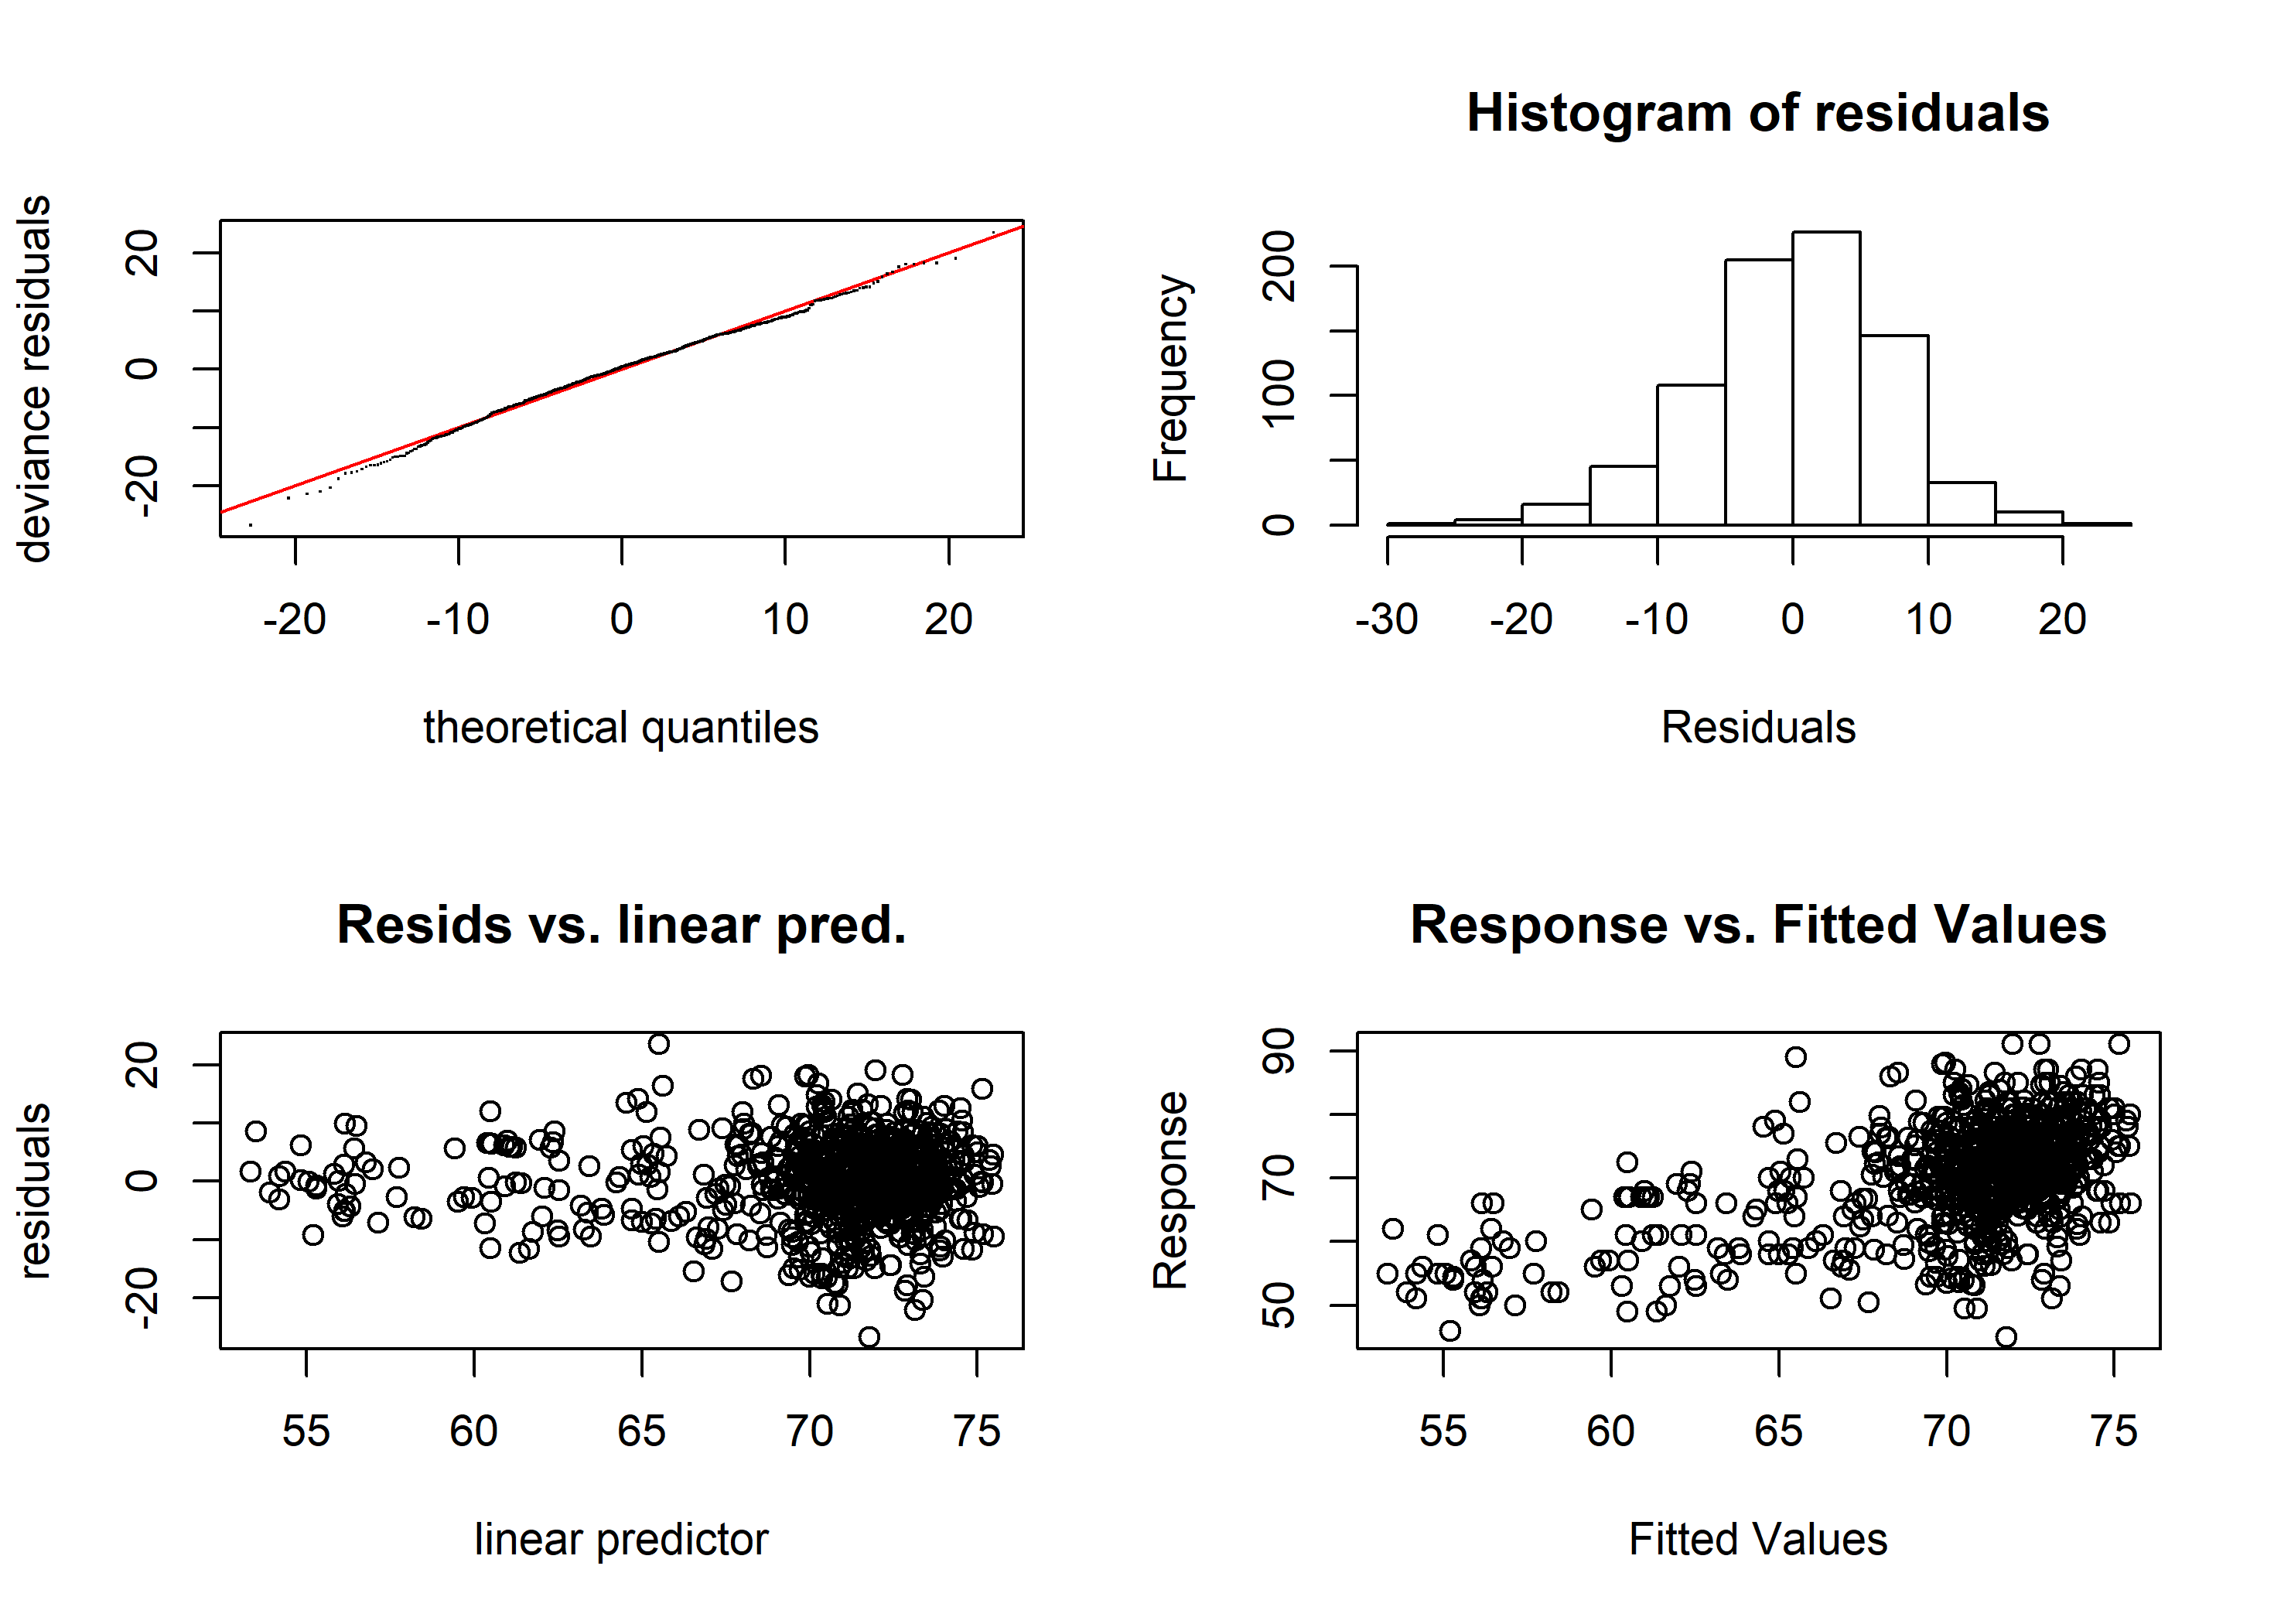 deviance residuals
20
0
-20
-20 -10 0 10 20
theoretical quantiles
Histogram of residuals
Frequency
200
100
0
-30 -20 -10 0 10 20
Residuals
Resids vs. linear pred.
residuals
20
0
-20
55 60 65 70 75
linear predictor
Response vs. Fitted Values
Response
90
70
50
55 60 65 70 75
Fitted Values